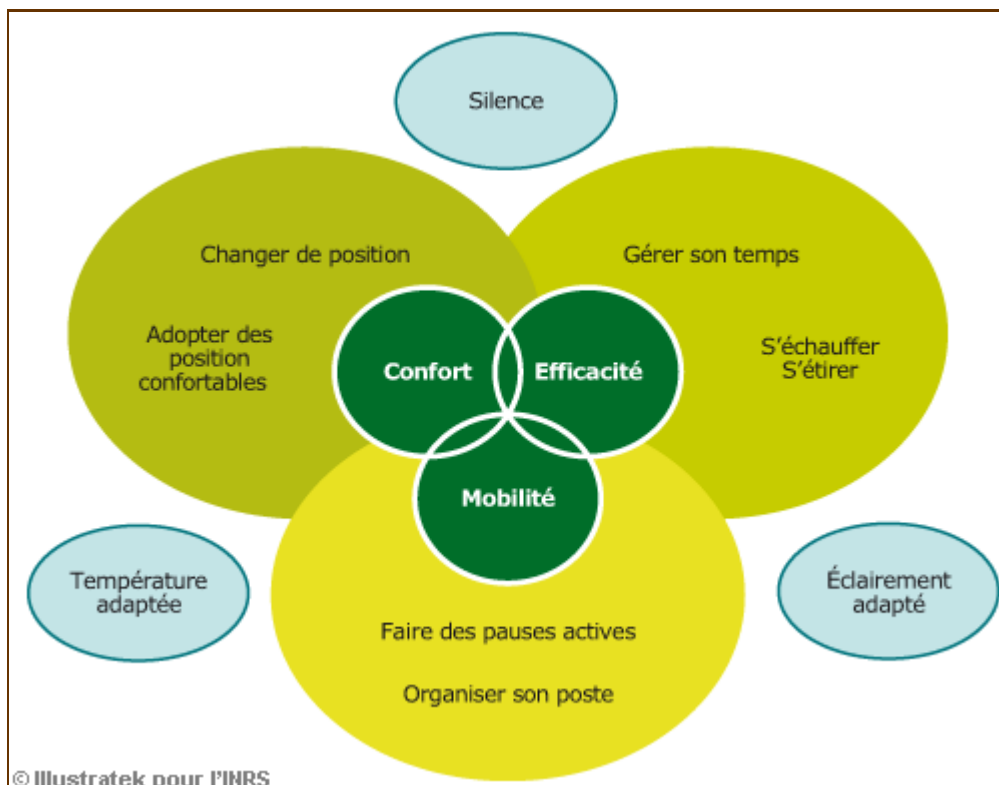 Silence
Changer de position
Adopter des
position
confortables
Gérer son temps
S'échauffer
S'étirer
Confort
Efficacité
Mobilité
Température
adaptée
Éclairement
adapté
Faire des pauses actives
Organiser son poste
© Illustratek pour l'INRS